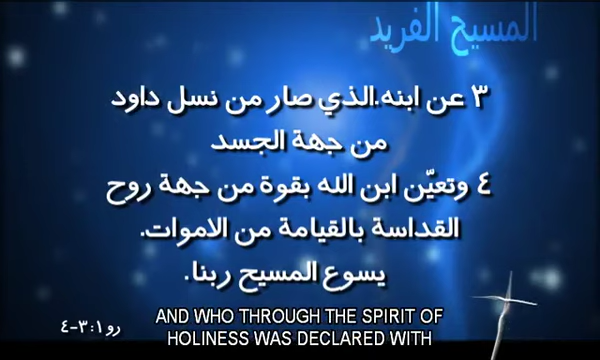 المسيح الفريد
٣ عن ابنه.الذي صار من نسل داود
من جهة الجسد
٤ وتعيّن ابن الله بقوة من جهة روح
القداسة بالقيامة من الاموات.
يسوع المسيح ربنا.
رو١:٣-٤
AND WHO THROUGH THE SPIRIT OF
HOLINESS WAS DECLARED WITH